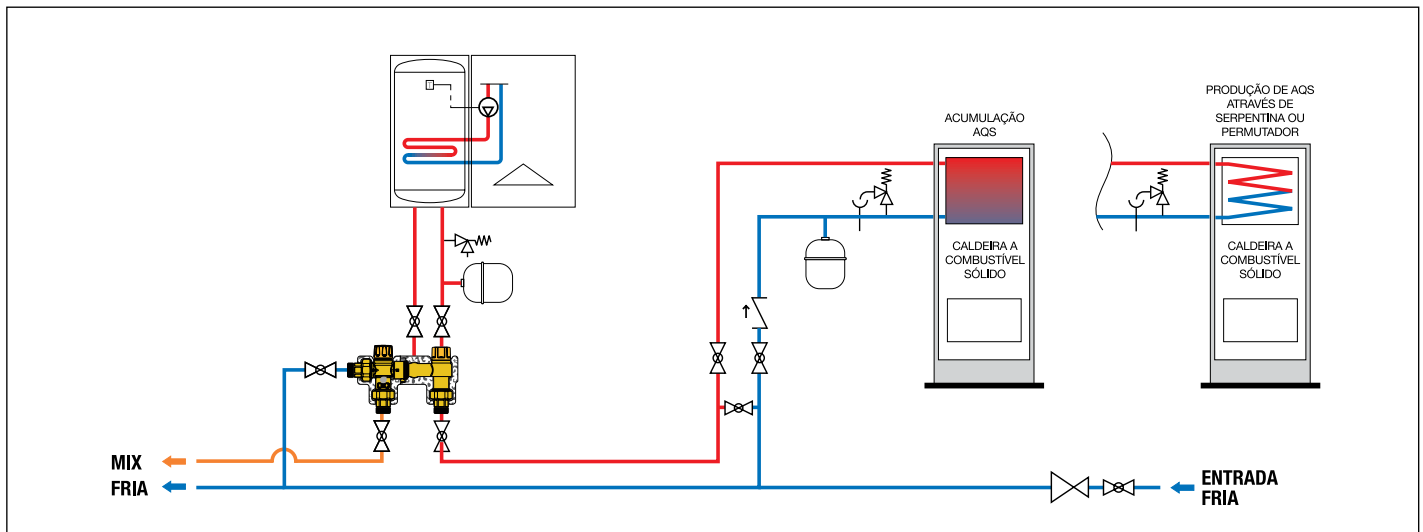 PRODUÇÃO DE AQS
ATRAVÉS DE
SERPENTINA OU
PERMUTADOR
ACUMULAÇÃO
AQS
T
CALDEIRA A
COMBUSTÍVEL
SÓLIDO
CALDEIRA A
COMBUSTÍVEL
SÓLIDO
MIX
FRIA
ENTRADA
FRIA